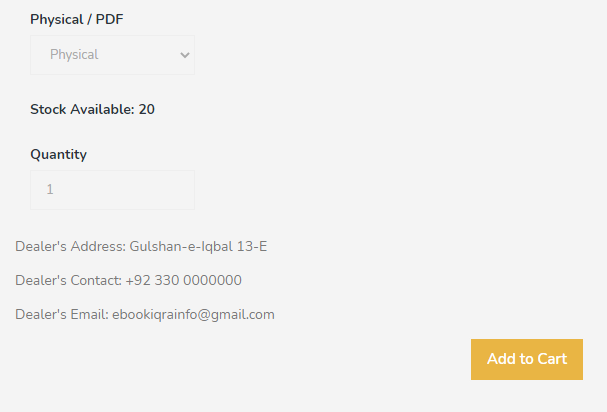 Physical / PDF
Physical
Stock Available: 20
Quantity
1
Dealer's Address: Gulshan-e-Iqbal 13-E
Dealer's Contact: +92 330 0000000
Dealer's Email: ebookiqrainfo@gmail.com
Add to Cart